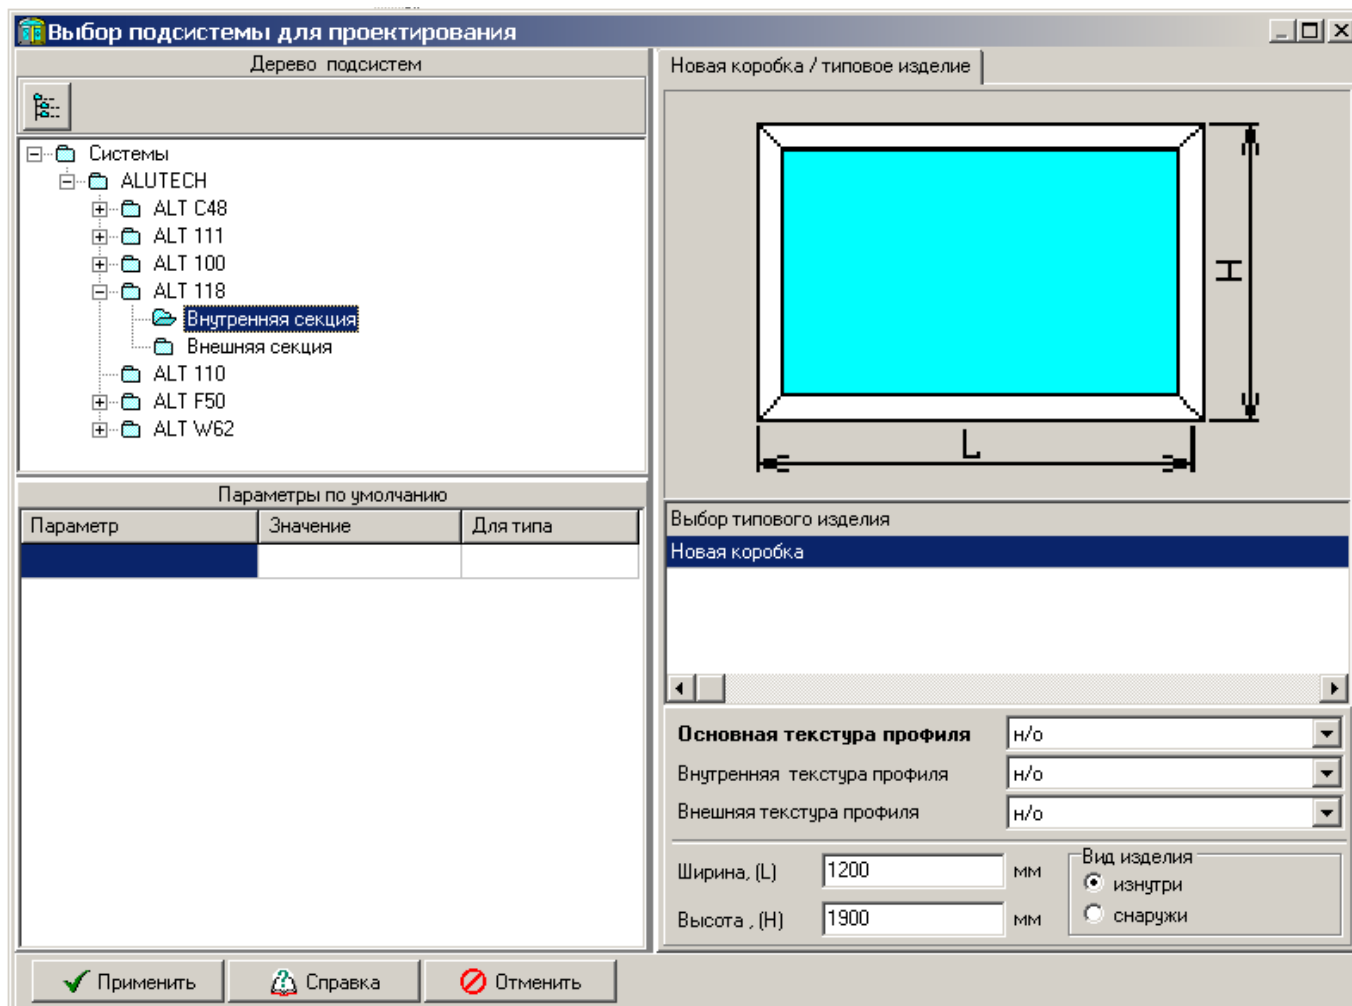 Выбор подсистемы для проектирования
Дерево подсистем
Системы
ALUTECH
ALT C48
ALT 111
ALT 100
ALT 118
Внутренняя секция
Внешняя секция
ALT 110
ALT F50
ALT W62
Параметры по умолчанию
Параметр Значение Для типа
Новая коробка / типовое изделие
H
L
Выбор типового изделия
Новая коробка
Основная текстура профиля н/о
Внутренняя текстура профиля н/о
Внешняя текстура профиля н/о
Ширина, (L) 1200 мм
Высота , (H) 1900 мм
Вид изделия
изнутри
снаружи
Применить Справка Отменить